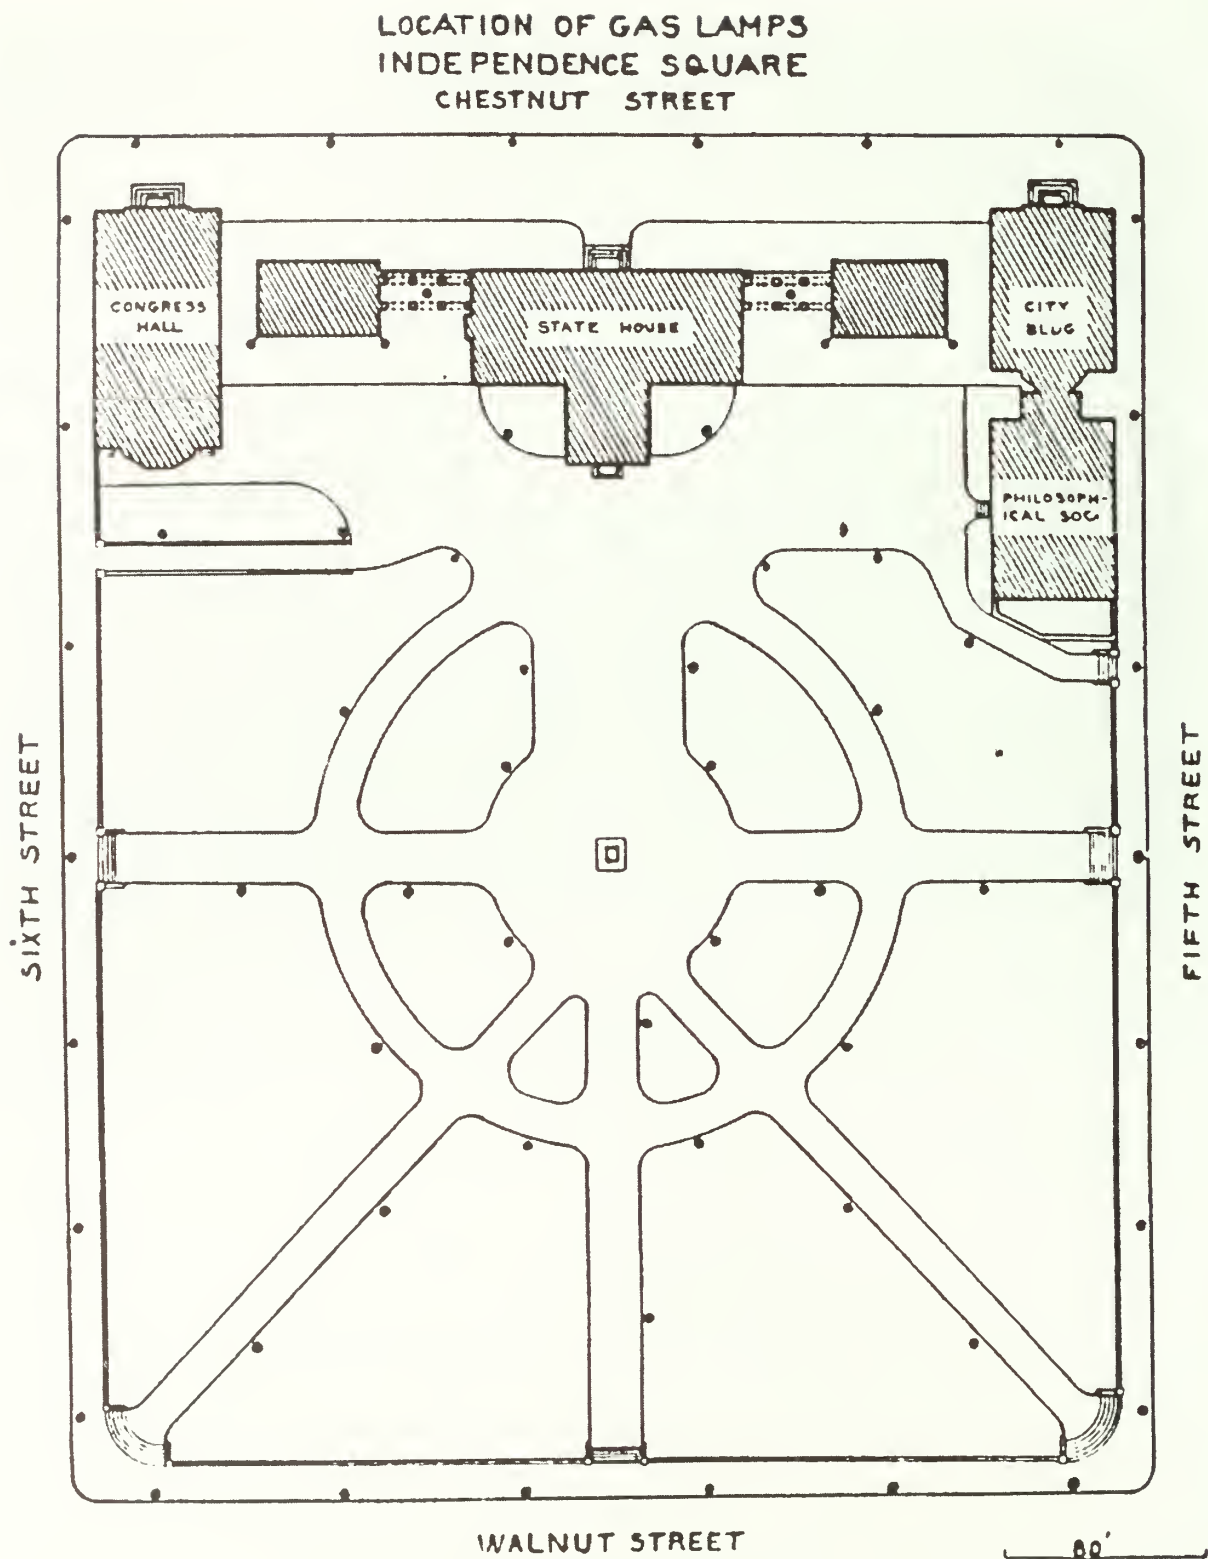 LOCATION OF GAS LAMPS
INDEPENDENCE SQUARE
CHESTNUT STREET
CONGRESS
HALL
STATE HOUSE
CITY
BLDG
PHILOSOPH-
ICAL SOC
SIXTH STREET
FIFTH STREET
WALNUT STREET
80'